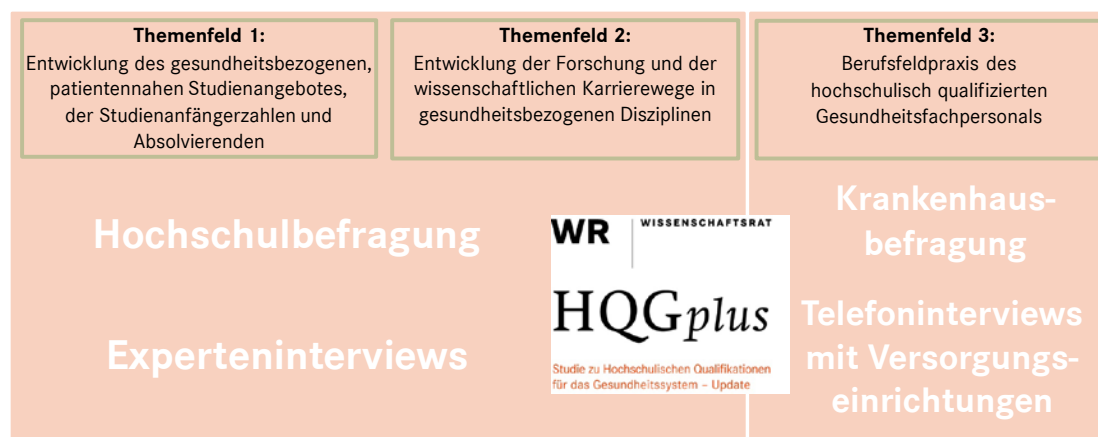 Themenfeld 1:
Entwicklung des gesundheitsbezogenen,
patientennahen Studienangebotes,
der Studienanfängerzahlen und
Absolvierenden
Themenfeld 2:
Entwicklung der Forschung und der
wissenschaftlichen Karrierewege in
gesundheitsbezogenen Disziplinen
Themenfeld 3:
Berufsfeldpraxis des
hochschulisch qualifizierten
Gesundheitsfachpersonals
Hochschulbefragung
Experteninterviews
WR WISSENSCHAFTSRAT
HQGplus
Studie zu Hochschulischen Qualifikationen
für das Gesundheitssystem – Update
Krankenhaus-
befragung
Telefoninterviews
mit Versorgungs-
einrichtungen